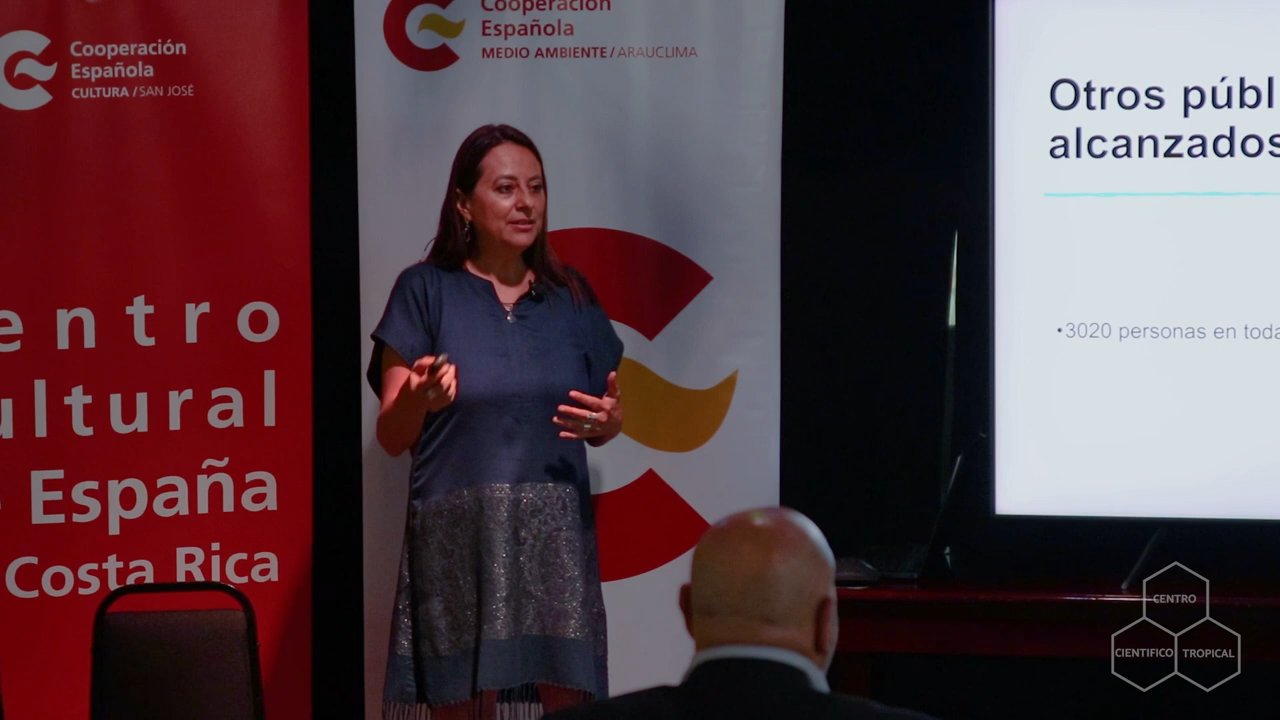 Cooperación
Española
CULTURA / SAN JOSÉ
entro
ultural
España
Costa Rica
Cooperación
Española
MEDIO AMBIENTE / ARAUCLIMA
Otros públ
alcanzados
•3020 personas en toda
CENTRO
CIENTIFICO TROPICAL